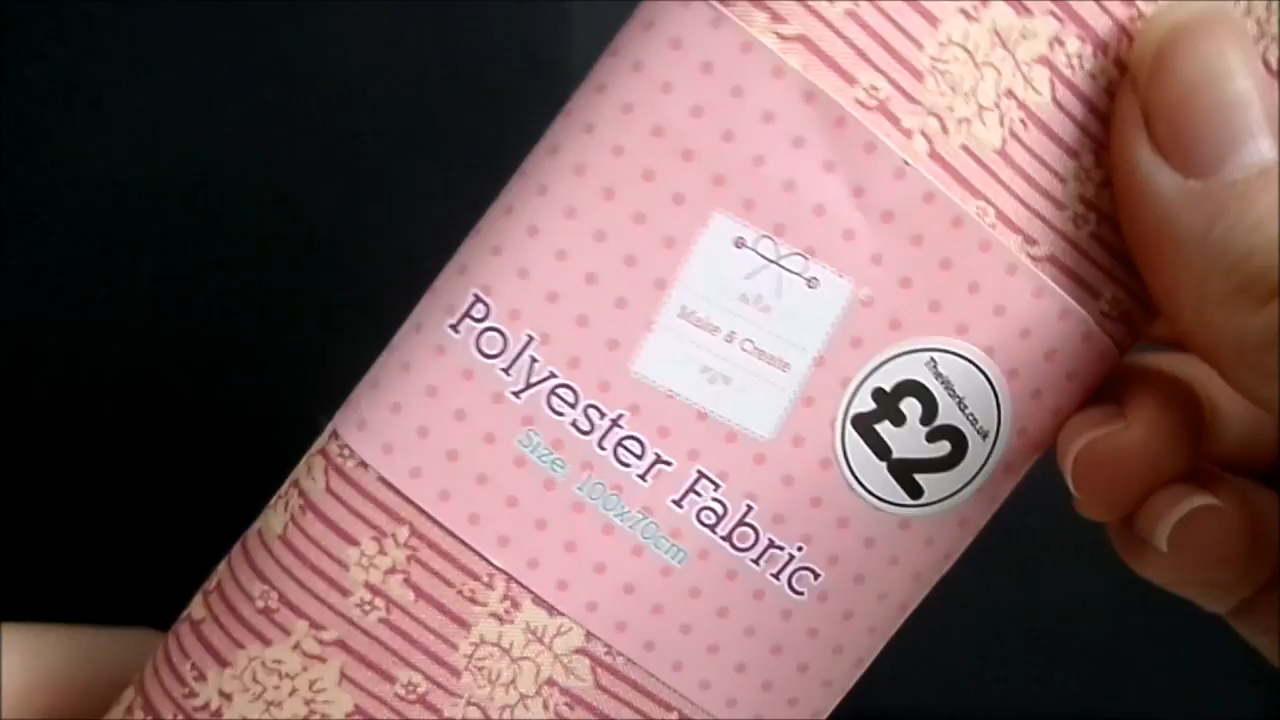 Make & Create
Polyester Fabric
Size 100x70cm
TheWorks.co.uk
£2